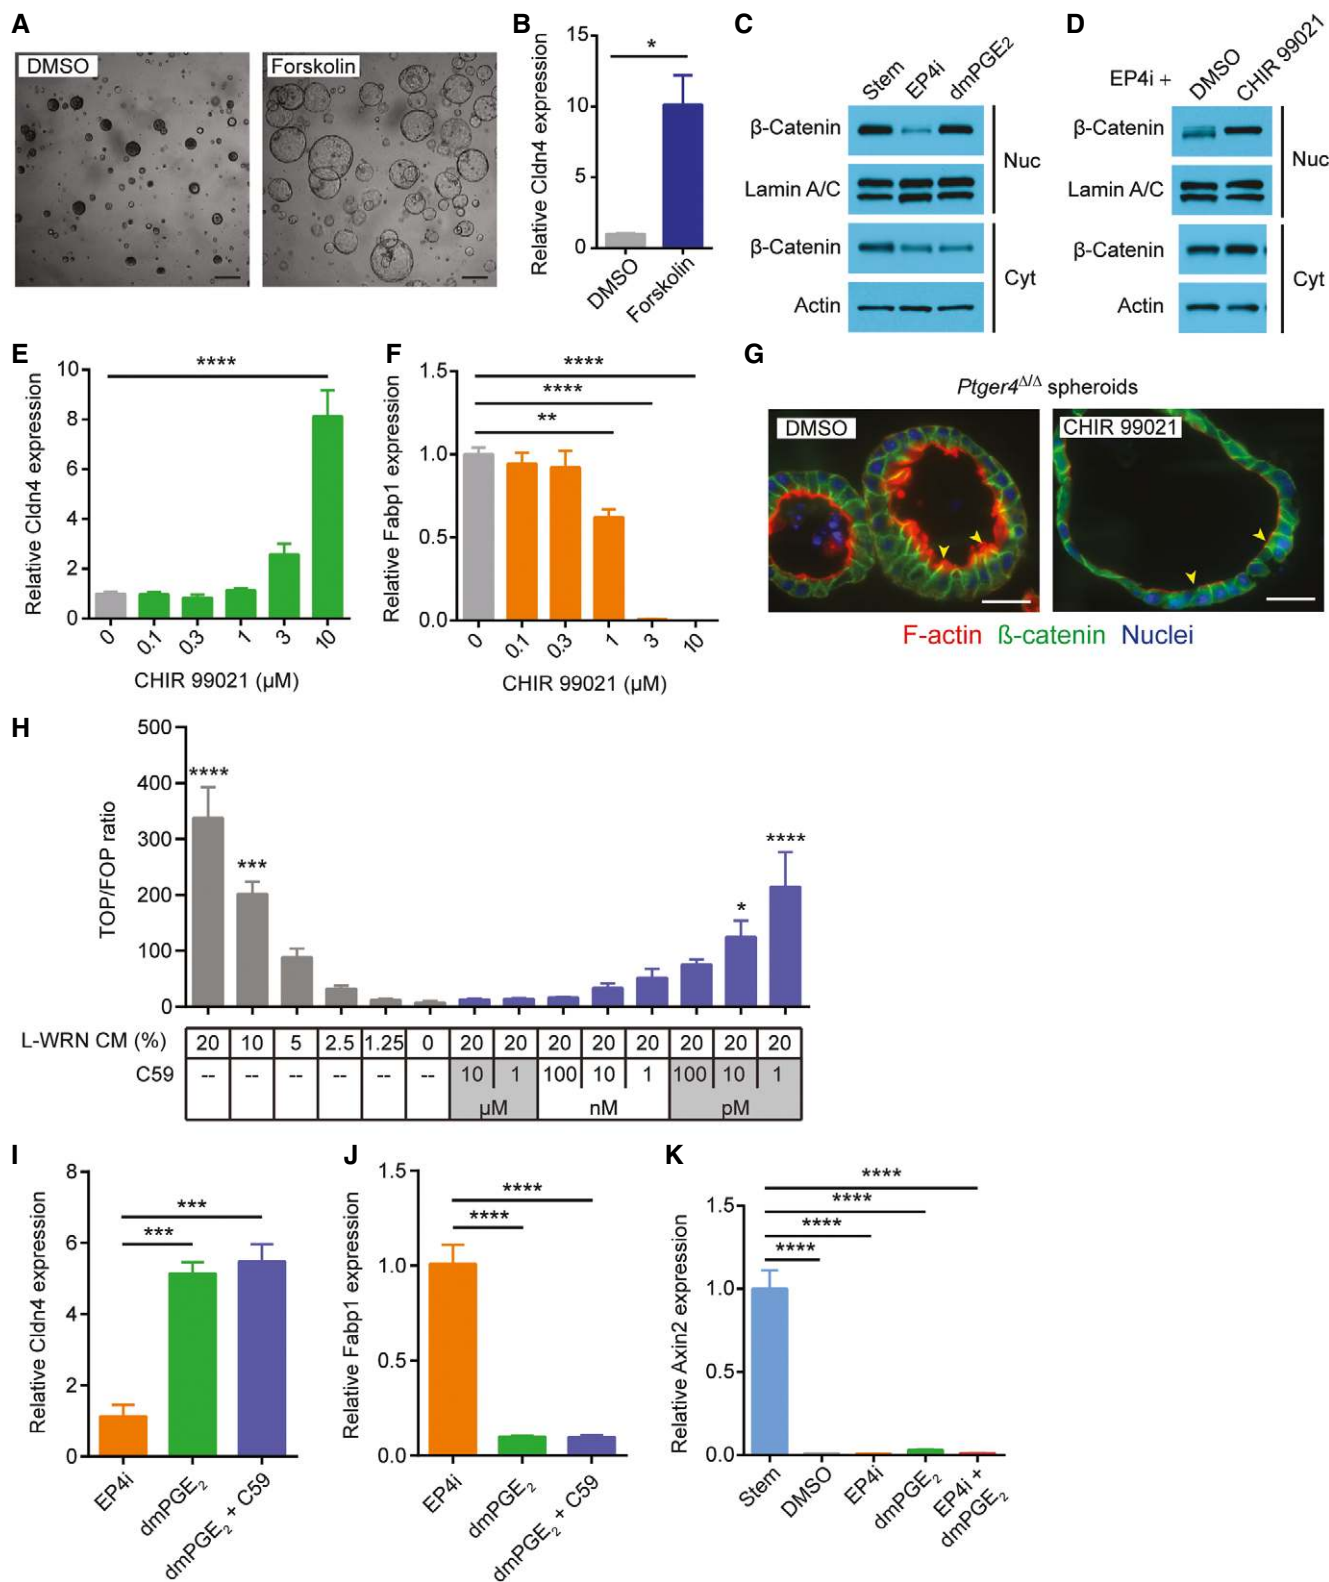 A
DMSO
Forskolin
B
Relative Cldn4 expression
15
10
5
0
*
DMSO
Forskolin
C
Stem
EP4i
dmPGE2
β-Catenin
Lamin A/C
Nuc
β-Catenin
Actin
Cyt
D
EP4i +
DMSO
CHIR 99021
β-Catenin
Lamin A/C
Nuc
β-Catenin
Actin
Cyt
E
Relative Cldn4 expression
10
8
6
4
2
0
****
0
0.1
0.3
1
3
10
CHIR 99021 (μM)
F
Relative Fabp1 expression
1.5
1.0
0.5
0.0
****
****
**
0
0.1
0.3
1
3
10
CHIR 99021 (μM)
G
Ptger4Δ/Δ spheroids
DMSO
CHIR 99021
F-actin ß-catenin Nuclei
H
TOP/FOP ratio
500
400
300
200
100
0
****
***
*
****
L-WRN CM (%) 20 10 5 2.5 1.25 0 20 20 20 20 20 20 20 20
C59 -- -- -- -- -- -- 10 1 100 10 1 100 10 1
μM nM pM
I
Relative Cldn4 expression
8
6
4
2
0
***
***
EP4i
dmPGE2
dmPGE2 + C59
J
Relative Fabp1 expression
1.5
1.0
0.5
0.0
****
****
EP4i
dmPGE2
dmPGE2 + C59
K
Relative Axin2 expression
1.5
1.0
0.5
0.0
****
****
****
****
Stem
DMSO
EP4i
dmPGE2
EP4i +
dmPGE2